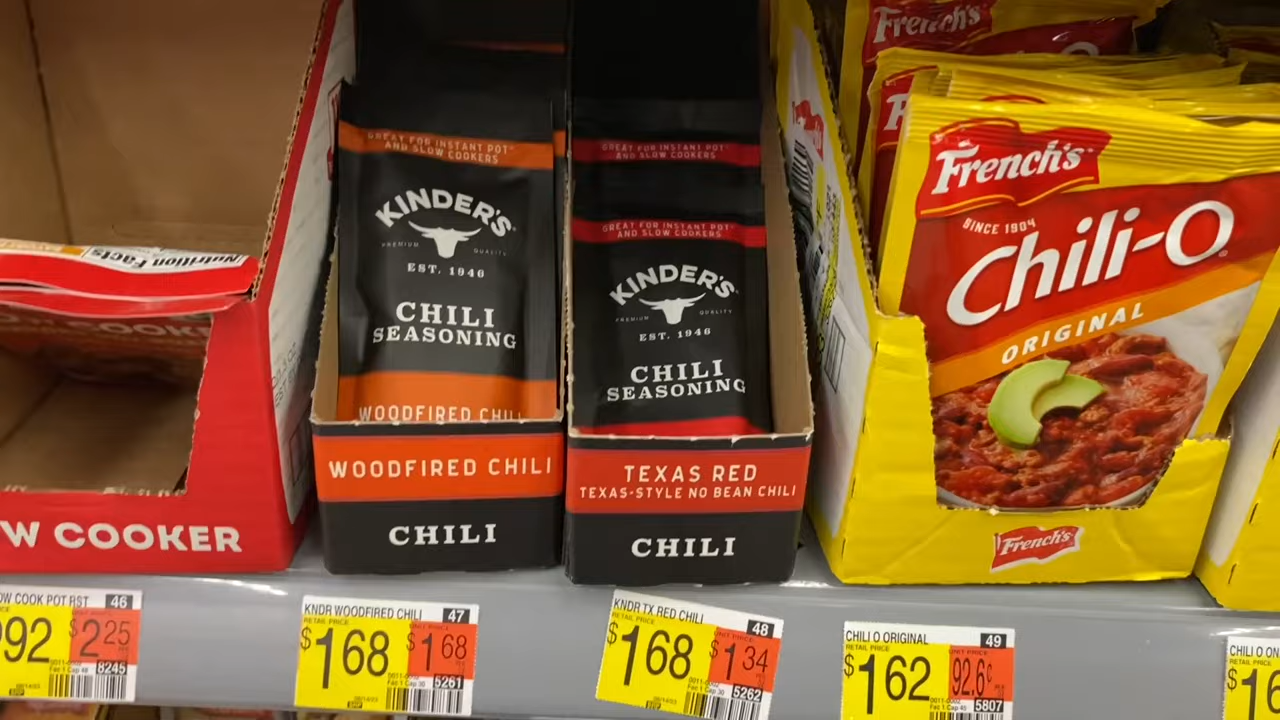 Nutrition Facts
W COOKER
GREAT FOR INSTANT POT
AND SLOW COOKERS
KINDER'S
PREMIUM QUALITY
EST. 1946
CHILI
SEASONING
WOODFIRED CHILI
WOODFIRED CHILI
CHILI
GREAT FOR INSTANT POT
AND SLOW COOKERS
GREAT FOR INSTANT POT
AND SLOW COOKERS
KINDER'S
PREMIUM QUALITY
EST. 1946
CHILI
SEASONING
TEXAS RED
TEXAS-STYLE NO BEAN CHILI
CHILI
French's
French's
SINCE 1904
Chili-O
ORIGINAL
French's
OW COOK POT RST 46
992 $2.25
8245
KNDR WOODFIRED CHILI 47
RETAIL PRICE UNIT PRICE
$1.68 $1.68
5261
KNDR TX RED CHILI 48
RETAIL PRICE UNIT PRICE
$1.68 $1.34
5262
CHILI O ORIGINAL 49
RETAIL PRICE UNIT PRICE
$1.62 92.6¢
5807
CHILI O ON
RETAIL PRICE
$16